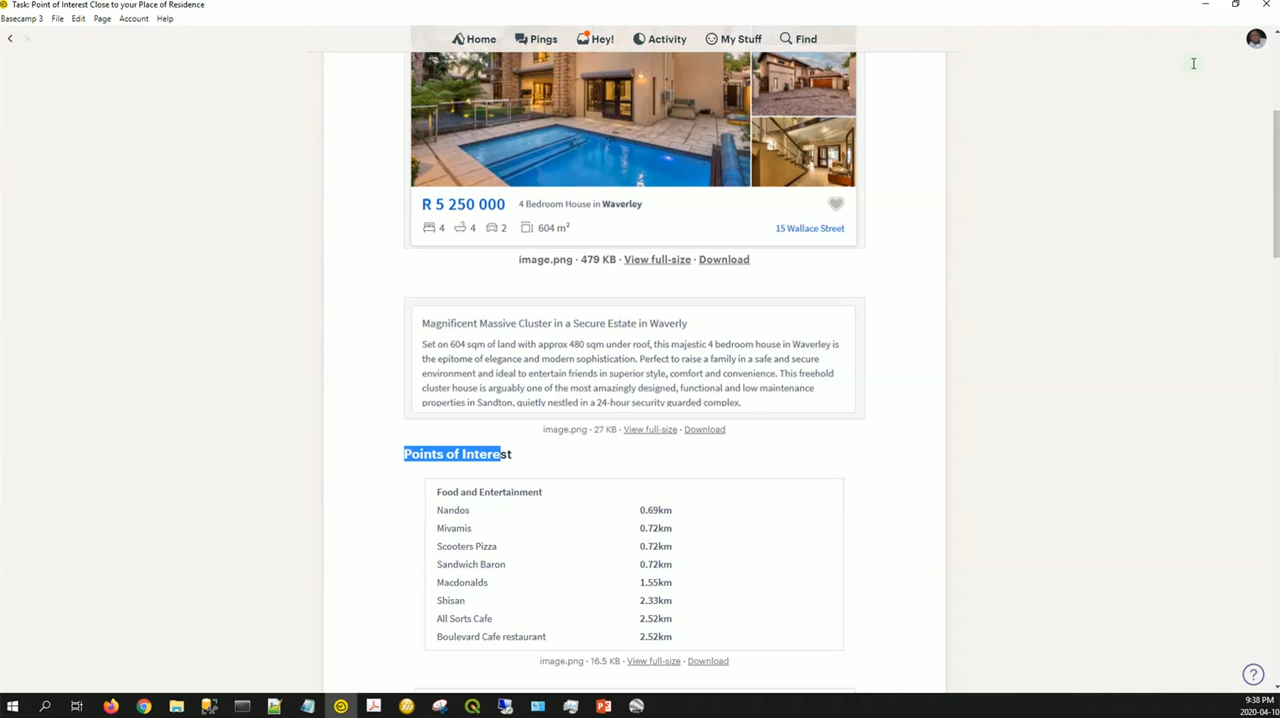 Task: Point of Interest Close to your Place of Residence
Basecamp 3 File Edit Page Account Help
Home Pings Hey! Activity My Stuff Find
R 5 250 000 4 Bedroom House in Waverley
4 4 2 604 m² 15 Wallace Street
image.png · 479 KB · View full-size · Download
Magnificent Massive Cluster in a Secure Estate in Waverly
Set on 604 sqm of land with approx 480 sqm under roof, this majestic 4 bedroom house in Waverley is
the epitome of elegance and modern sophistication. Perfect to raise a family in a safe and secure
environment and ideal to entertain friends in superior style, comfort and convenience. This freehold
cluster house is arguably one of the most amazingly designed, functional and low maintenance
properties in Sandton, quietly nestled in a 24-hour security guarded complex.
image.png · 27 KB · View full-size · Download
Points of Interest
Food and Entertainment
Nandos 0.69km
Mivamis 0.72km
Scooters Pizza 0.72km
Sandwich Baron 0.72km
Macdonalds 1.55km
Shisan 2.33km
All Sorts Cafe 2.52km
Boulevard Cafe restaurant 2.52km
image.png · 16.5 KB · View full-size · Download
?
9:38 PM
2020-04-10